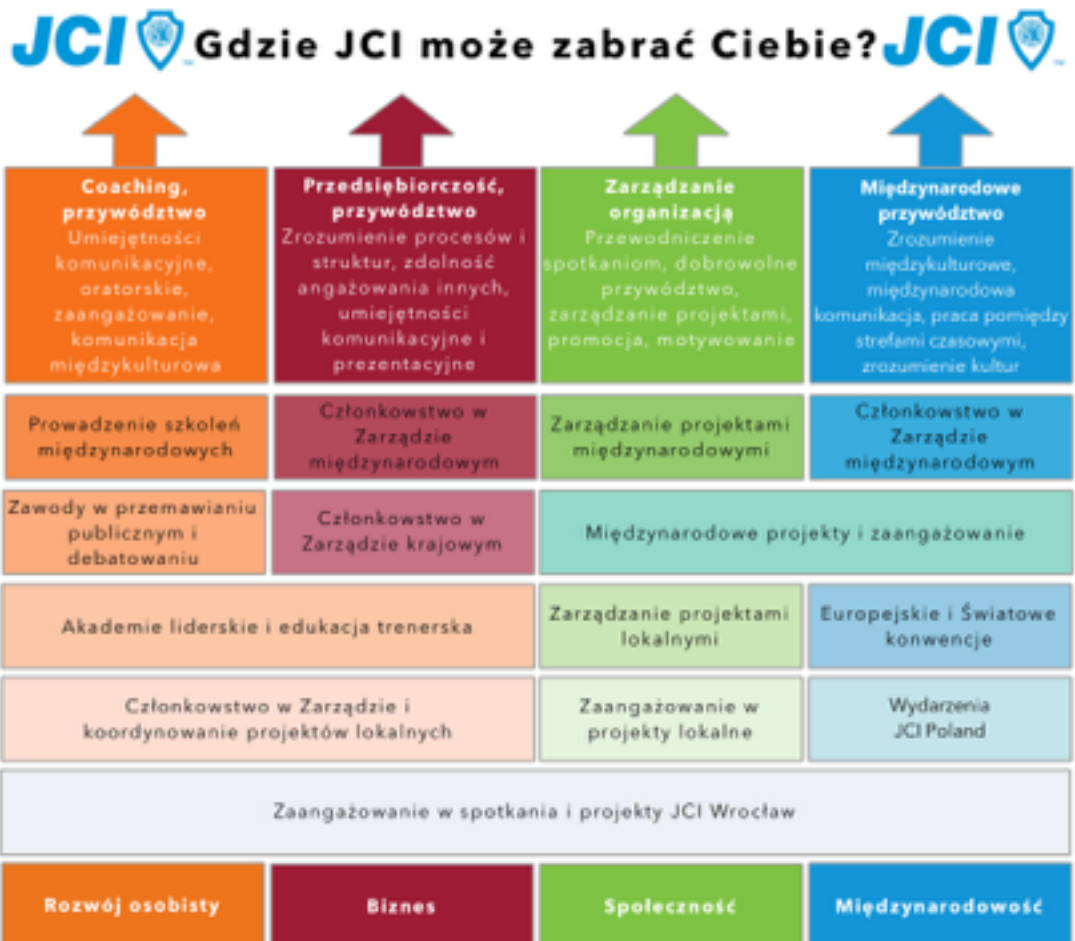 JCI Gdzie JCI może zabrać Ciebie? JCI
Coaching,
przywództwo
Umiejętności
komunikacyjne,
oratorskie,
zaangażowanie,
komunikacja
międzykulturowa
Przedsiębiorczość,
przywództwo
Zrozumienie procesów i
struktur, zdolność
angażowania innych,
umiejętności
komunikacyjne i
prezentacyjne
Zarządzanie
organizacją
Przewodniczenie
spotkaniom, dobrowolne
przywództwo,
zarządzanie projektami,
promocja, motywowanie
Międzynarodowe
przywództwo
Zrozumienie
międzykulturowe,
międzynarodowa
komunikacja, praca pomiędzy
strefami czasowymi,
zrozumienie kultur
Prowadzenie szkoleń
międzynarodowych
Członkowstwo w
Zarządzie
międzynarodowym
Zarządzanie projektami
międzynarodowymi
Członkowstwo w
Zarządzie
międzynarodowym
Zawody w przemawianiu
publicznym i
debatowaniu
Członkowstwo w
Zarządzie krajowym
Międzynarodowe projekty i zaangażowanie
Akademie liderskie i edukacja trenerska
Zarządzanie projektami
lokalnymi
Europejskie i Światowe
konwencje
Członkowstwo w Zarządzie i
koordynowanie projektów lokalnych
Zaangażowanie w
projekty lokalne
Wydarzenia
JCI Poland
Zaangażowanie w spotkania i projekty JCI Wrocław
Rozwój osobisty
Biznes
Społeczność
Międzynarodowość